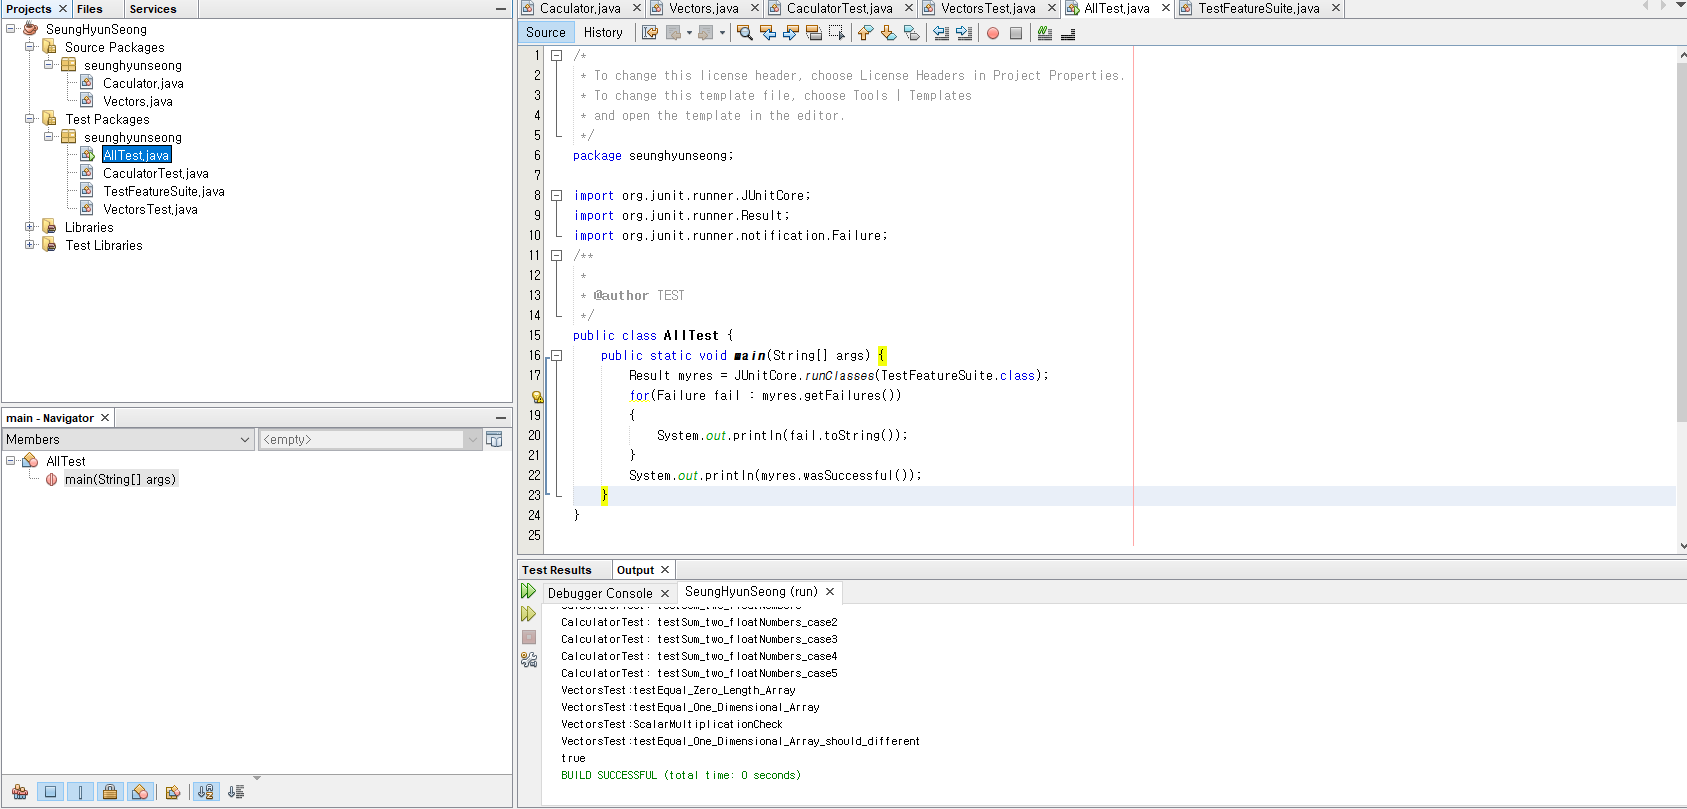 Projects Files Services
SeungHyunSeong
Source Packages
seunghyunseong
Caculator.java
Vectors.java
Test Packages
seunghyunseong
AllTest.java
CaculatorTest.java
TestFeatureSuite.java
VectorsTest.java
Libraries
Test Libraries
main - Navigator
Members <empty>
AllTest
main(String[] args)
Caculator.java Vectors.java CaculatorTest.java VectorsTest.java AllTest.java TestFeatureSuite.java
Source History
1 /*
2 * To change this license header, choose License Headers in Project Properties.
3 * To change this template file, choose Tools | Templates
4 * and open the template in the editor.
5 */
6 package seunghyunseong;
7
8 import org.junit.runner.JUnitCore;
9 import org.junit.runner.Result;
10 import org.junit.runner.notification.Failure;
11 /**
12 *
13 * @author TEST
14 */
15 public class AllTest {
16 public static void main(String[] args) {
17 Result myres = JUnitCore.runClasses(TestFeatureSuite.class);
for(Failure fail : myres.getFailures())
19 {
20 System.out.println(fail.toString());
21 }
22 System.out.println(myres.wasSuccessful());
23 }
24 }
25
Test Results Output
Debugger Console SeungHyunSeong (run)
CalculatorTest: testSum_two_floatNumbers
CalculatorTest: testSum_two_floatNumbers_case2
CalculatorTest: testSum_two_floatNumbers_case3
CalculatorTest: testSum_two_floatNumbers_case4
CalculatorTest: testSum_two_floatNumbers_case5
VectorsTest:testEqual_Zero_Length_Array
VectorsTest:testEqual_One_Dimensional_Array
VectorsTest:ScalarMultiplicationCheck
VectorsTest:testEqual_One_Dimensional_Array_should_different
true
BUILD SUCCESSFUL (total time: 0 seconds)